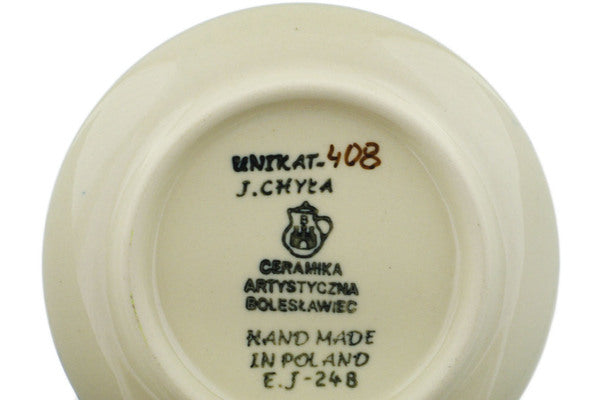 UNIKAT-408
J.CHYŁA
B
CERAMIKA
ARTYSTYCZNA
BOLESŁAWIEC
HAND MADE
IN POLAND
E.J-248